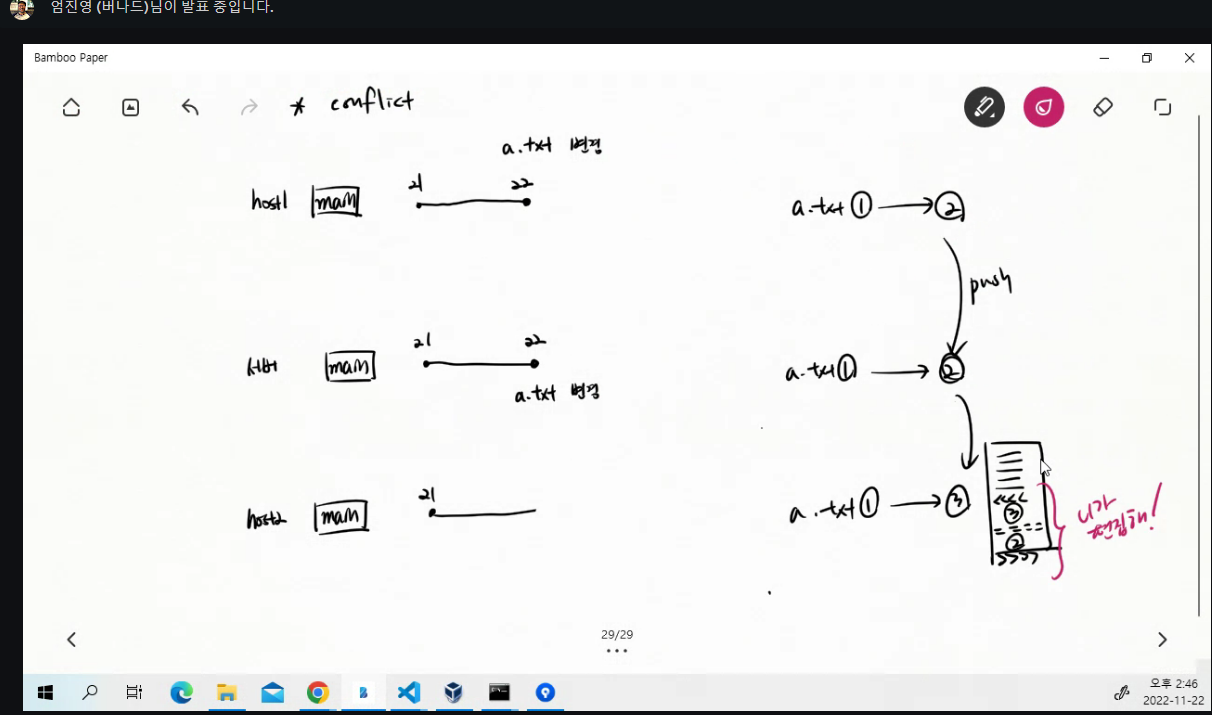 엄진영 (버나드)님이 발표 중입니다.
Bamboo Paper
* conflict
a.txt 변경
host1 main 21 22
a.txt ① → ②
push
서버 main 21 22
a.txt ① → ②
a.txt 변경
host2 main 21
a.txt ① → ③
<<<
③
====
②
>>>>
니가
편집해!
29/29
오후 2:46
2022-11-22